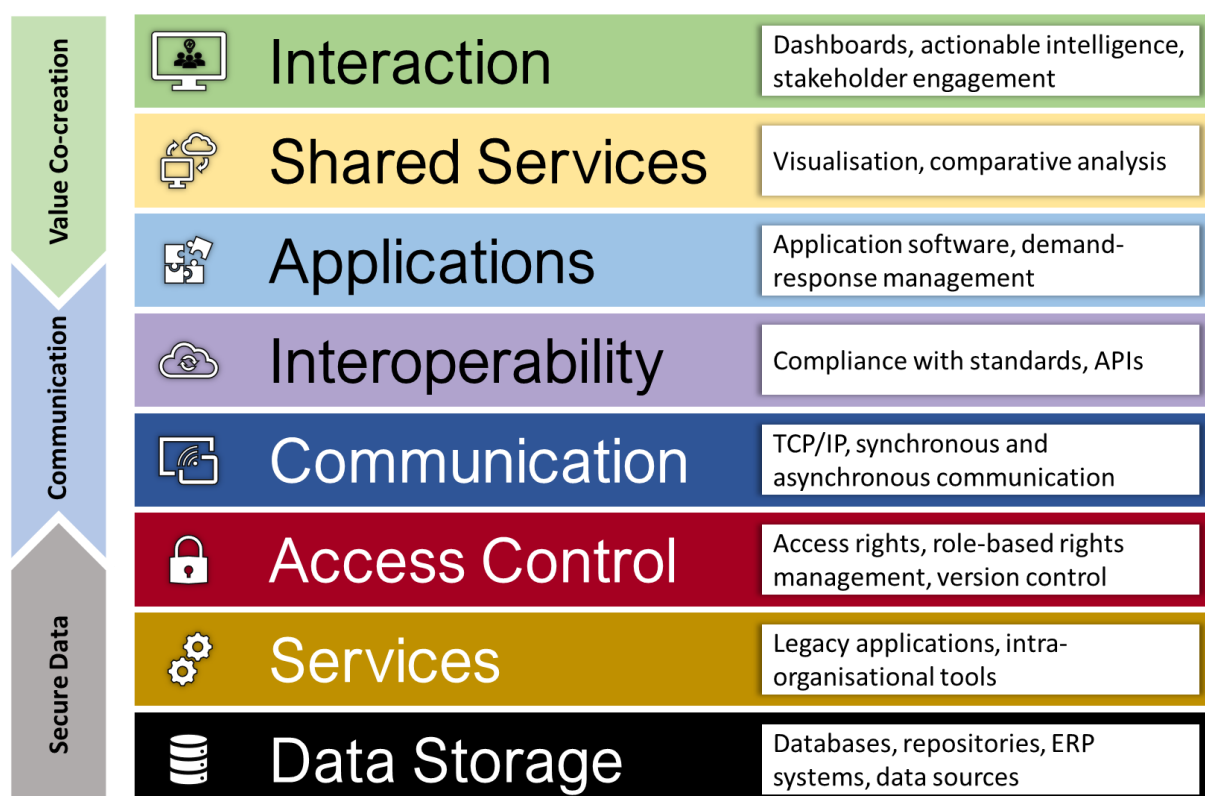 Value Co-creation
Communication
Secure Data
Interaction
Dashboards, actionable intelligence,
stakeholder engagement
Shared Services
Visualisation, comparative analysis
Applications
Application software, demand-
response management
Interoperability
Compliance with standards, APIs
Communication
TCP/IP, synchronous and
asynchronous communication
Access Control
Access rights, role-based rights
management, version control
Services
Legacy applications, intra-
organisational tools
Data Storage
Databases, repositories, ERP
systems, data sources